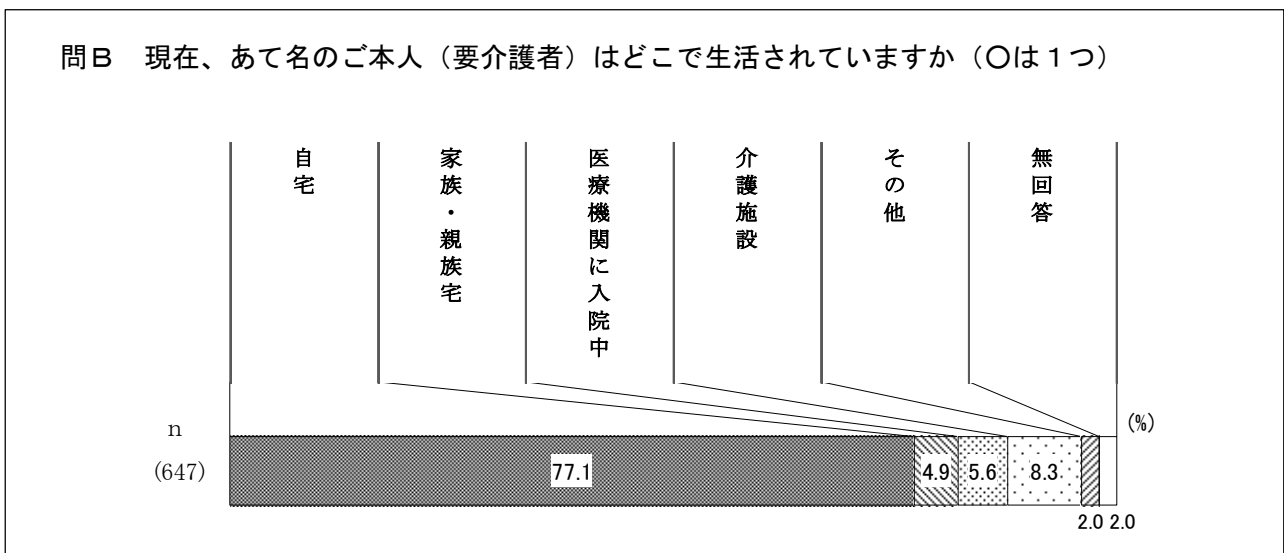 問B　現在、あて名のご本人（要介護者）はどこで生活されていますか（〇は１つ）
自宅
家族・親族宅
医療機関に入院中
介護施設
その他
無回答
(%)
n
(647)
77.1
4.9
5.6
8.3
2.0
2.0